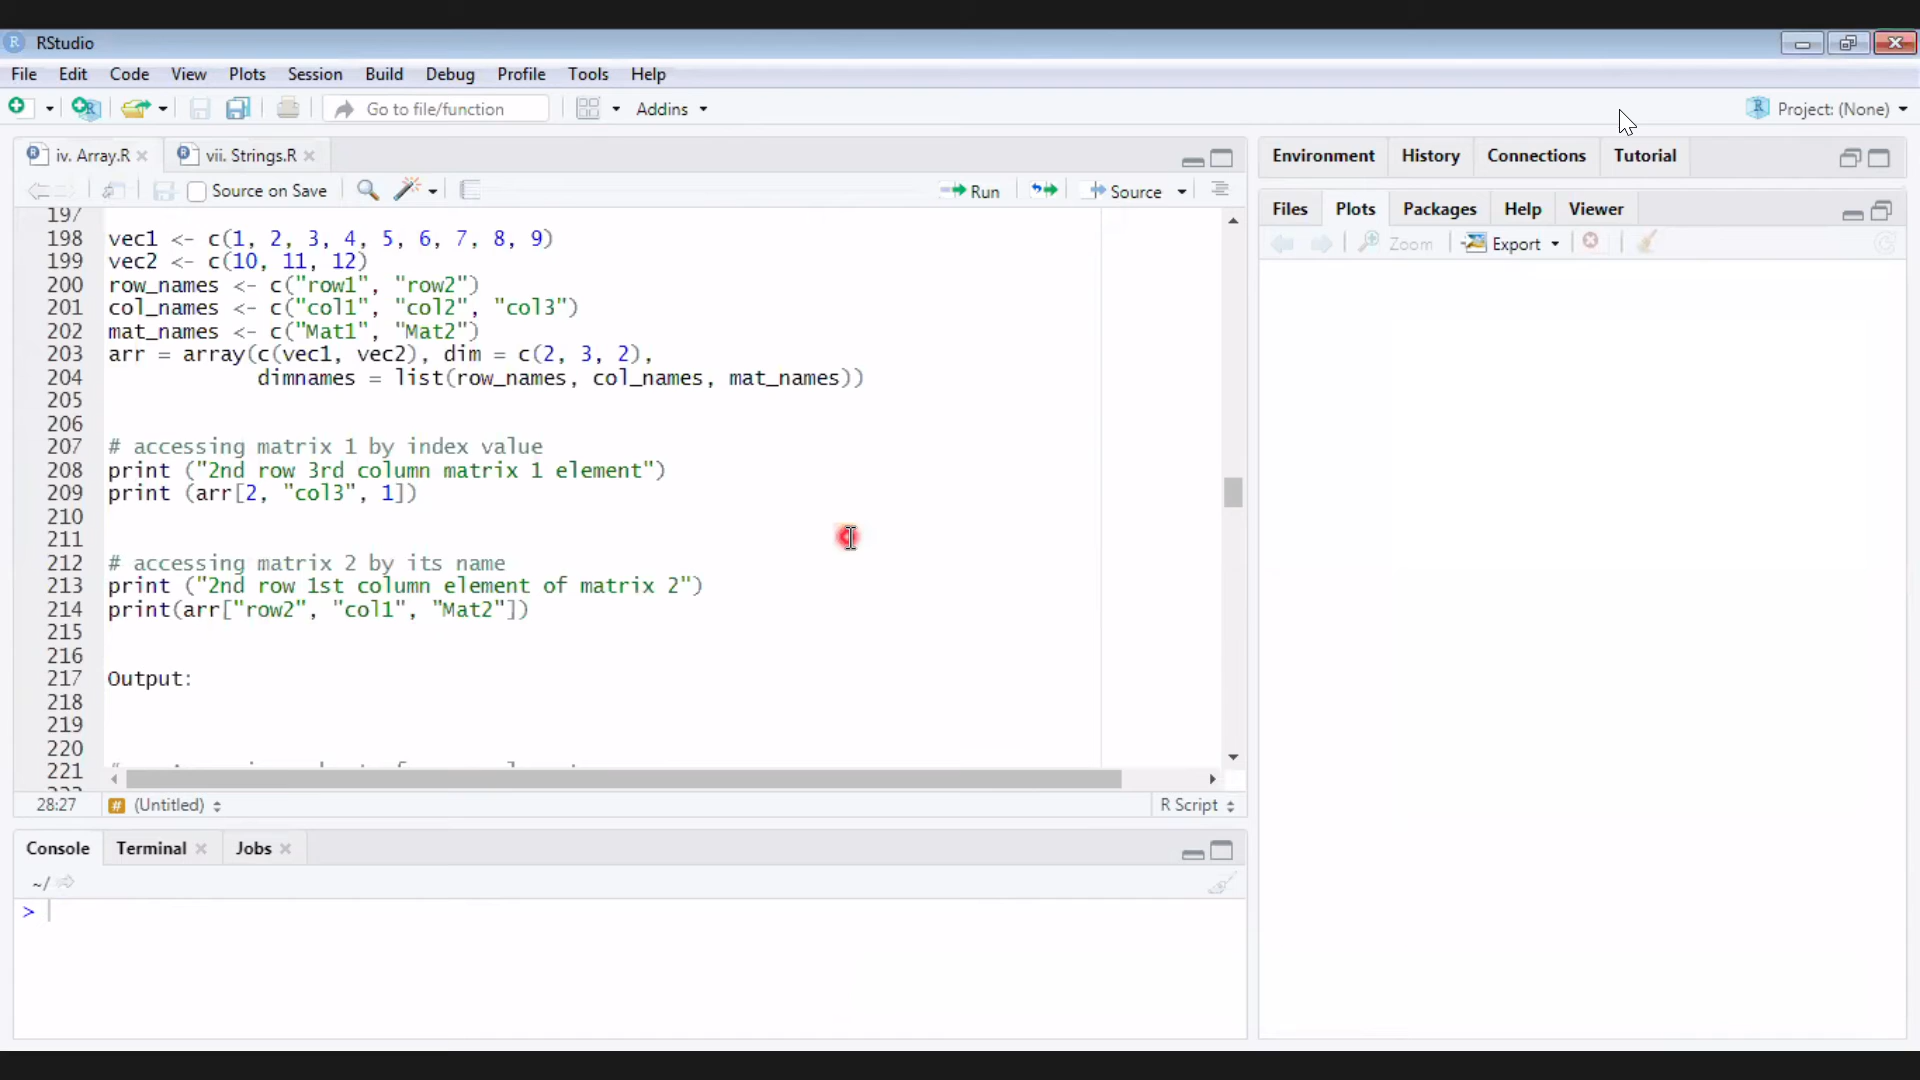 RStudio
File Edit Code View Plots Session Build Debug Profile Tools Help
Go to file/function Addins Project: (None)
iv. Array.R vii. Strings.R
Source on Save Run Source
197
198 vec1 <- c(1, 2, 3, 4, 5, 6, 7, 8, 9)
199 vec2 <- c(10, 11, 12)
200 row_names <- c("row1", "row2")
201 col_names <- c("col1", "col2", "col3")
202 mat_names <- c("Mat1", "Mat2")
203 arr = array(c(vec1, vec2), dim = c(2, 3, 2),
204 dimnames = list(row_names, col_names, mat_names))
205
206
207 # accessing matrix 1 by index value
208 print ("2nd row 3rd column matrix 1 element")
209 print (arr[2, "col3", 1])
210
211
212 # accessing matrix 2 by its name
213 print ("2nd row 1st column element of matrix 2")
214 print(arr["row2", "col1", "Mat2"])
215
216
217 Output:
218
219
220
221
28:27 # (Untitled) R Script
Console Terminal Jobs
~/
>
Environment History Connections Tutorial
Files Plots Packages Help Viewer
Zoom Export